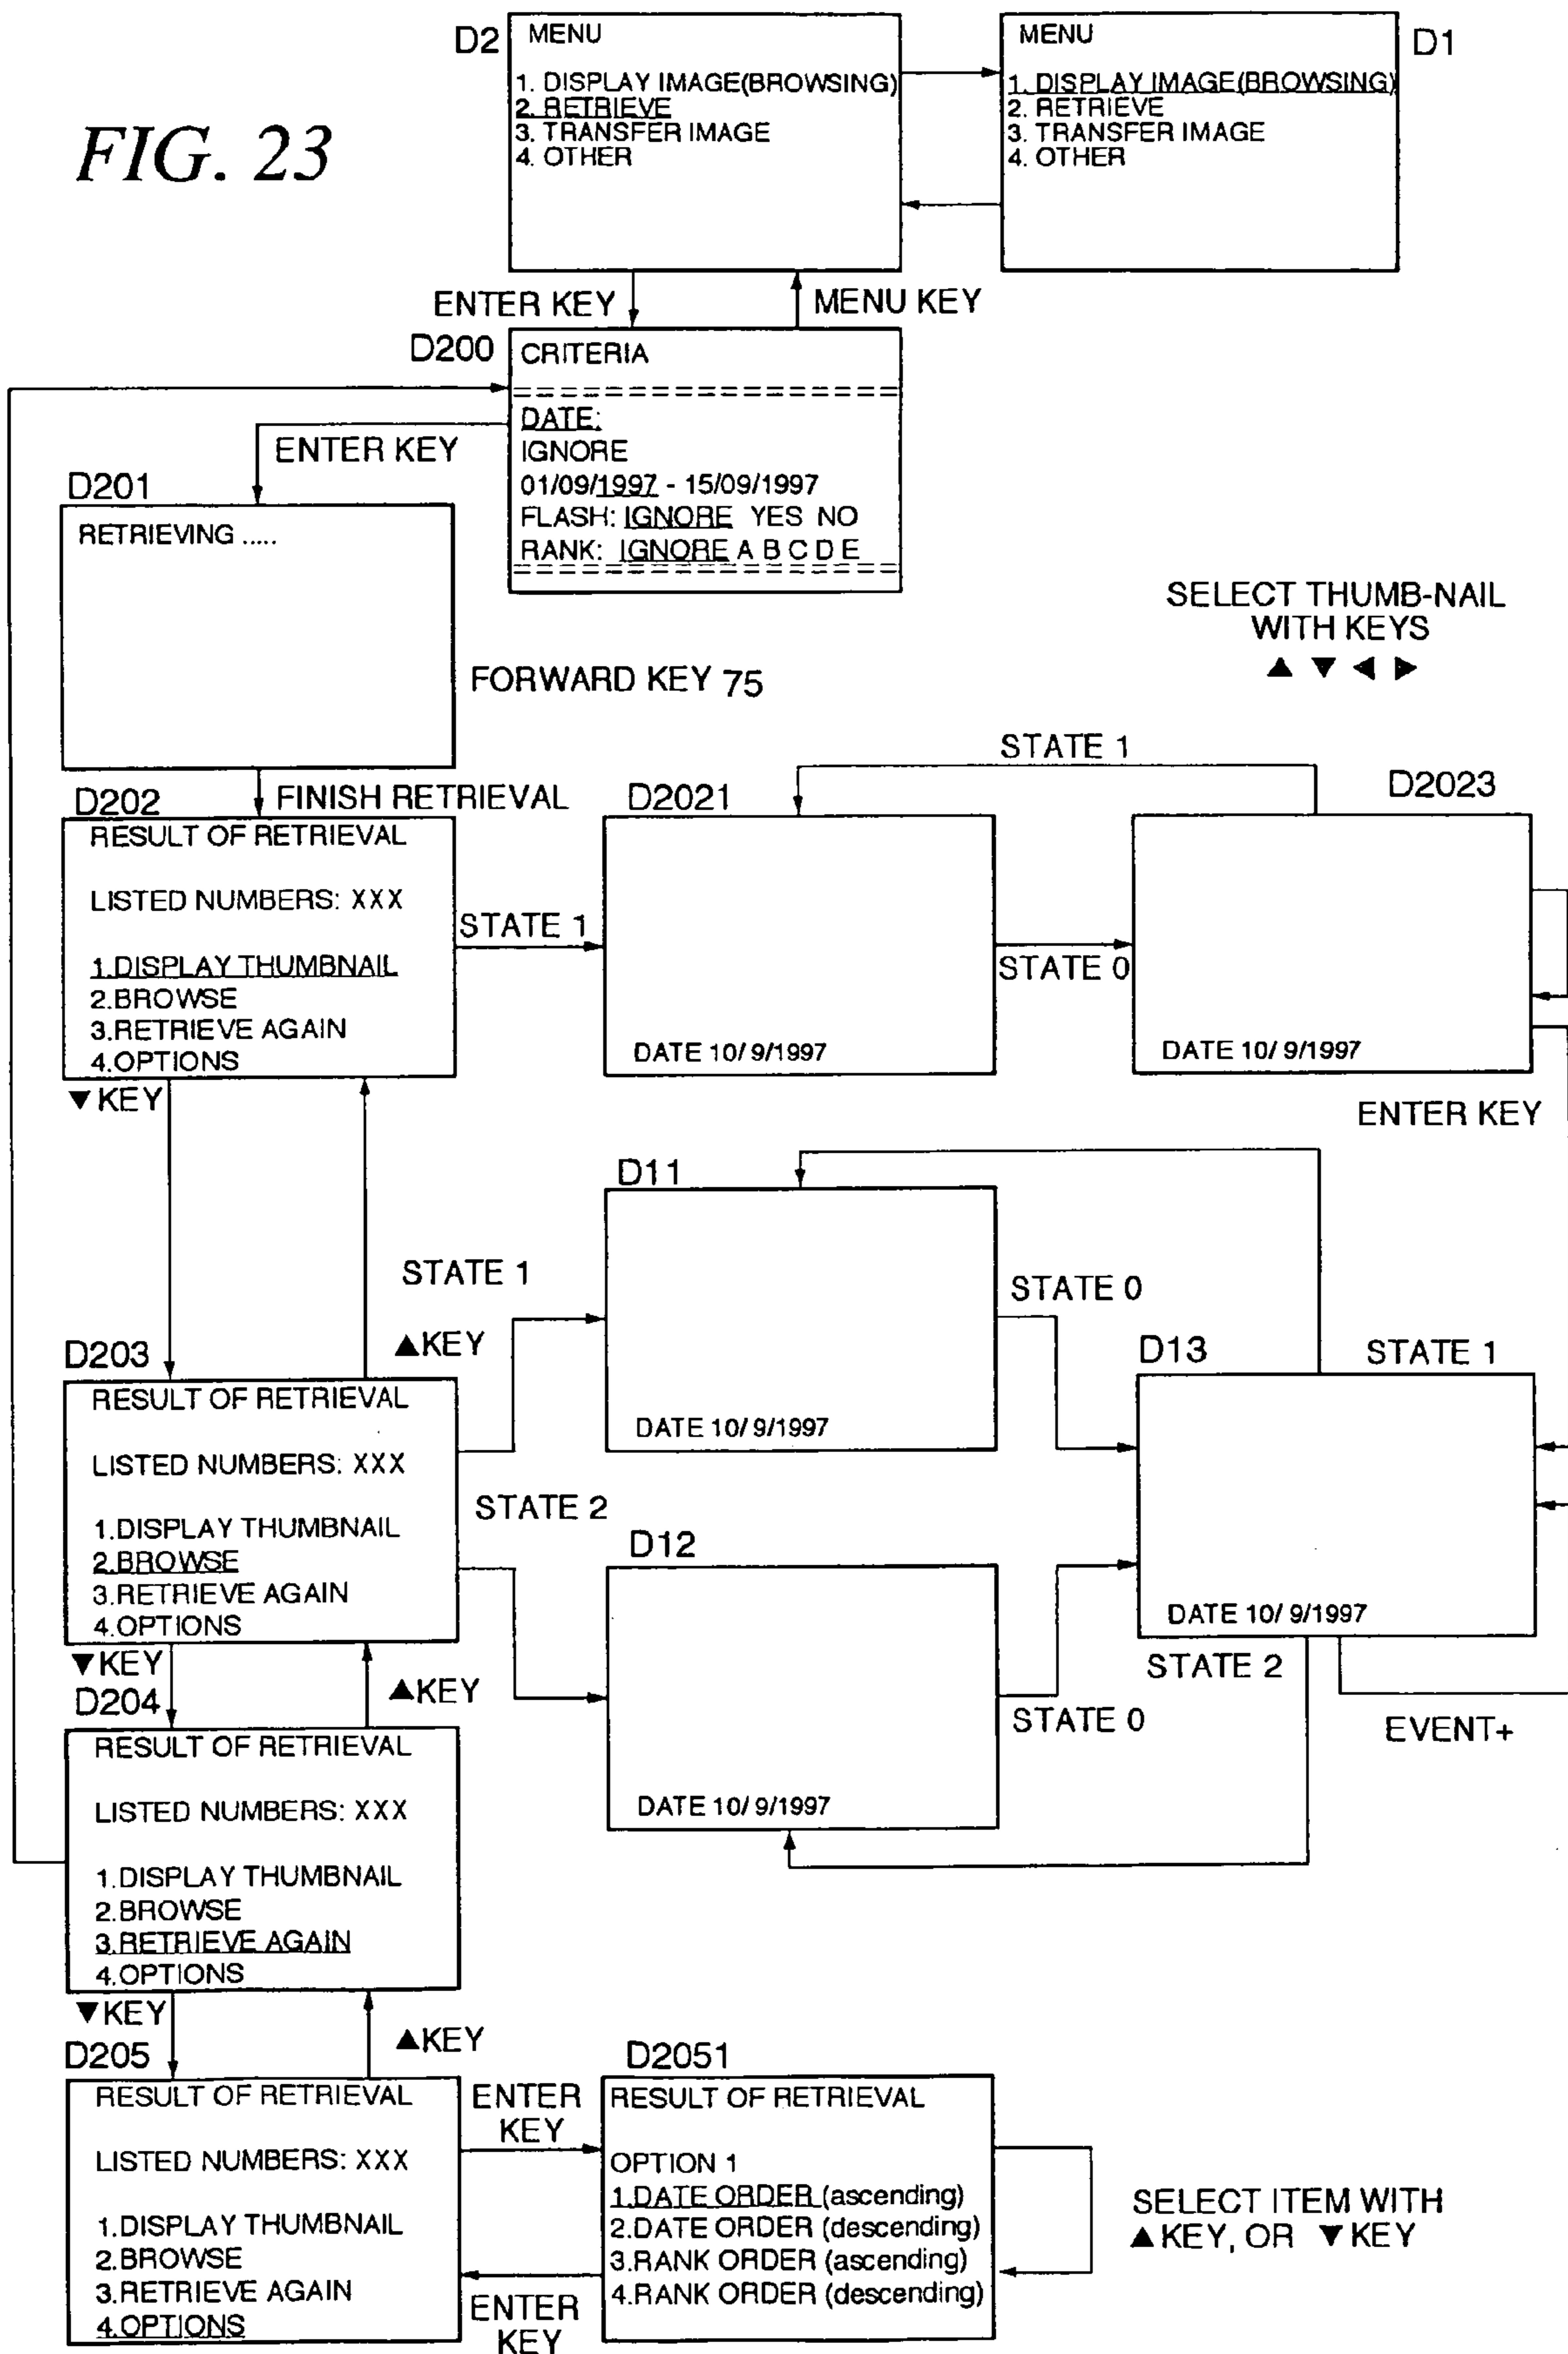 FIG. 23
D2
MENU
1. DISPLAY IMAGE(BROWSING)
2. RETRIEVE
3. TRANSFER IMAGE
4. OTHER
D1
MENU
1. DISPLAY IMAGE(BROWSING)
2. RETRIEVE
3. TRANSFER IMAGE
4. OTHER
ENTER KEY
MENU KEY
D200
CRITERIA
====================
DATE:
IGNORE
01/09/1997 - 15/09/1997
FLASH: IGNORE YES NO
RANK: IGNORE A B C D E
====================
ENTER KEY
D201
RETRIEVING .....
FORWARD KEY 75
SELECT THUMB-NAIL
WITH KEYS
▲ ▼ ◀ ▶
FINISH RETRIEVAL
D202
RESULT OF RETRIEVAL
LISTED NUMBERS: XXX
1.DISPLAY THUMBNAIL
2.BROWSE
3.RETRIEVE AGAIN
4.OPTIONS
STATE 1
D2021
DATE 10/ 9/1997
STATE 0
STATE 1
D2023
DATE 10/ 9/1997
ENTER KEY
▼KEY
D203
RESULT OF RETRIEVAL
LISTED NUMBERS: XXX
1.DISPLAY THUMBNAIL
2.BROWSE
3.RETRIEVE AGAIN
4.OPTIONS
STATE 1
▲KEY
STATE 2
D11
DATE 10/ 9/1997
STATE 0
D12
DATE 10/ 9/1997
STATE 0
D13
STATE 1
DATE 10/ 9/1997
STATE 2
EVENT+
▼KEY
▲KEY
D204
RESULT OF RETRIEVAL
LISTED NUMBERS: XXX
1.DISPLAY THUMBNAIL
2.BROWSE
3.RETRIEVE AGAIN
4.OPTIONS
▼KEY
▲KEY
D205
RESULT OF RETRIEVAL
LISTED NUMBERS: XXX
1.DISPLAY THUMBNAIL
2.BROWSE
3.RETRIEVE AGAIN
4.OPTIONS
ENTER
KEY
ENTER
KEY
D2051
RESULT OF RETRIEVAL
OPTION 1
1.DATE ORDER (ascending)
2.DATE ORDER (descending)
3.RANK ORDER (ascending)
4.RANK ORDER (descending)
SELECT ITEM WITH
▲KEY, OR ▼KEY